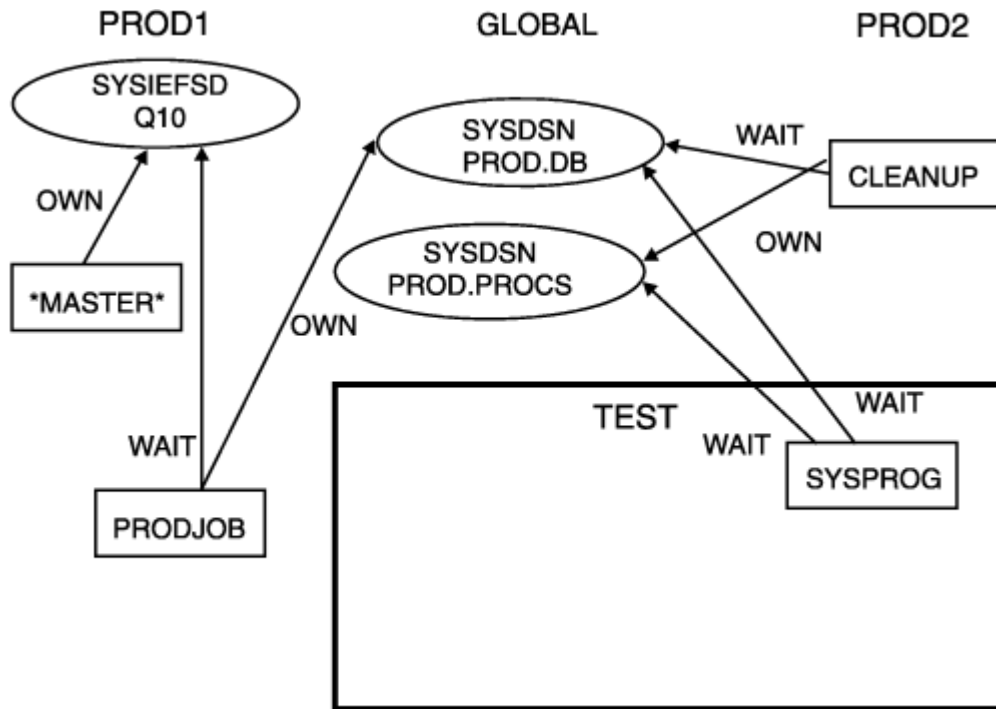 PROD1
GLOBAL
PROD2
SYSIEFSD
Q10
SYSDSN
PROD.DB
WAIT
CLEANUP
OWN
OWN
SYSDSN
PROD.PROCS
*MASTER*
OWN
TEST
WAIT
WAIT
WAIT
SYSPROG
PRODJOB